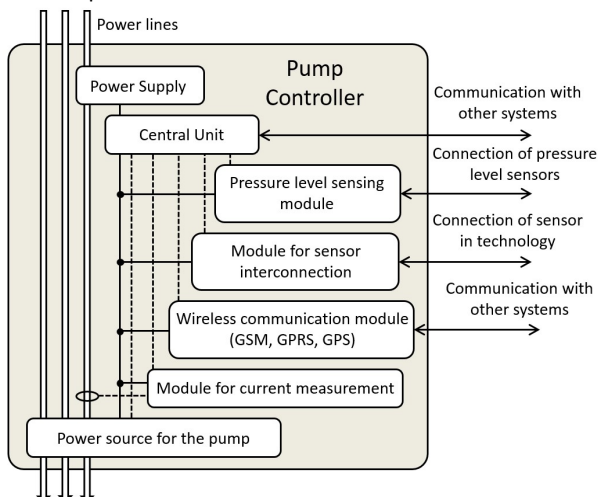 Power lines
Pump
Controller
Power Supply
Central Unit
Communication with
other systems
Pressure level sensing
module
Connection of pressure
level sensors
Module for sensor
interconnection
Connection of sensor
in technology
Wireless communication module
(GSM, GPRS, GPS)
Communication with
other systems
Module for current measurement
Power source for the pump